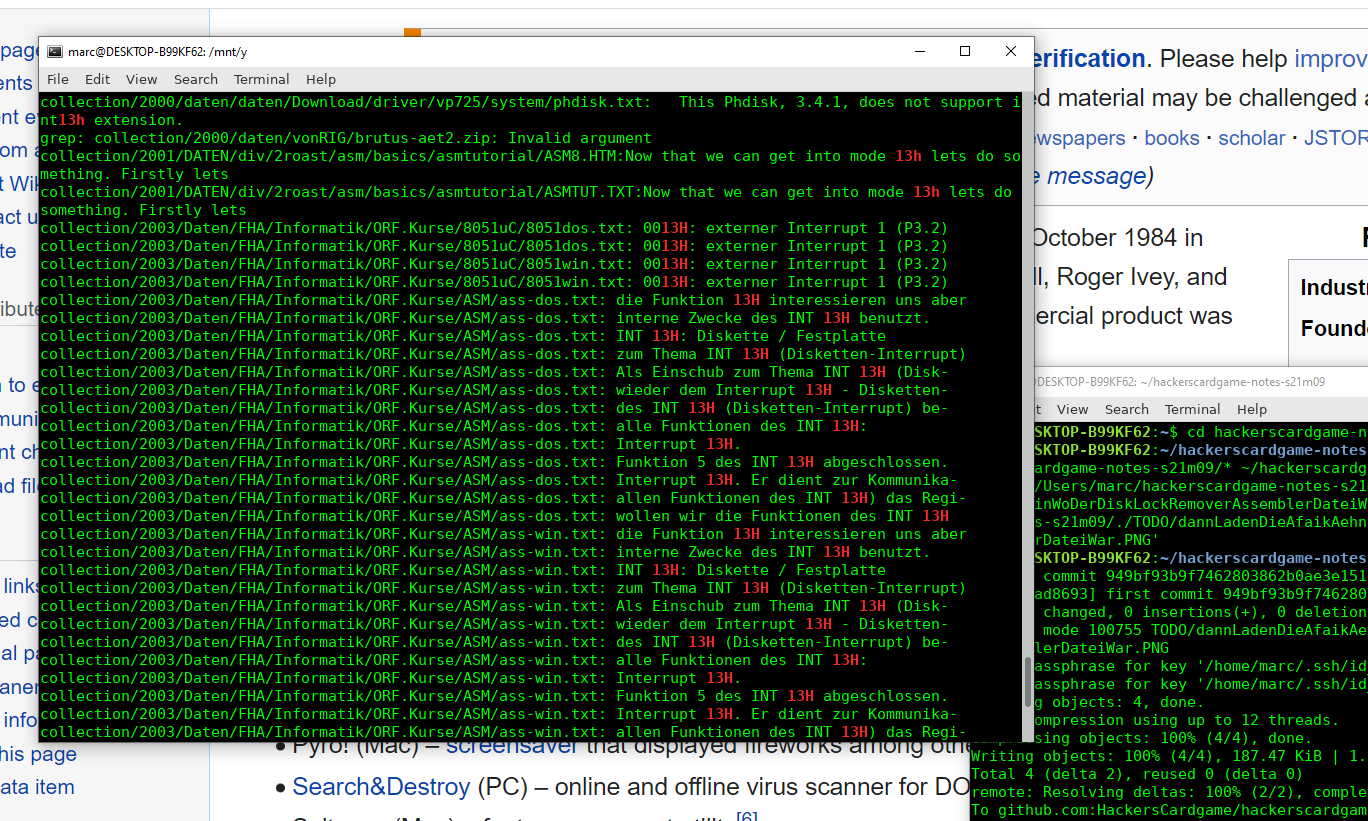 marc@DESKTOP-B99KF62: /mnt/y
File Edit View Search Terminal Help
collection/2000/daten/daten/Download/driver/vp725/system/phdisk.txt:   This Phdisk, 3.4.1, does not support i
nt13h extension.
grep: collection/2000/daten/vonRIG/brutus-aet2.zip: Invalid argument
collection/2001/DATEN/div/2roast/asm/basics/asmtutorial/ASM8.HTM:Now that we can get into mode 13h lets do so
mething. Firstly lets
collection/2001/DATEN/div/2roast/asm/basics/asmtutorial/ASMTUT.TXT:Now that we can get into mode 13h lets do
something. Firstly lets
collection/2003/Daten/FHA/Informatik/ORF.Kurse/8051uC/8051dos.txt: 0013H: externer Interrupt 1 (P3.2)
collection/2003/Daten/FHA/Informatik/ORF.Kurse/8051uC/8051dos.txt: 0013H: externer Interrupt 1 (P3.2)
collection/2003/Daten/FHA/Informatik/ORF.Kurse/8051uC/8051win.txt: 0013H: externer Interrupt 1 (P3.2)
collection/2003/Daten/FHA/Informatik/ORF.Kurse/8051uC/8051win.txt: 0013H: externer Interrupt 1 (P3.2)
collection/2003/Daten/FHA/Informatik/ORF.Kurse/ASM/ass-dos.txt: die Funktion 13H interessieren uns aber
collection/2003/Daten/FHA/Informatik/ORF.Kurse/ASM/ass-dos.txt: interne Zwecke des INT 13H benutzt.
collection/2003/Daten/FHA/Informatik/ORF.Kurse/ASM/ass-dos.txt: INT 13H: Diskette / Festplatte
collection/2003/Daten/FHA/Informatik/ORF.Kurse/ASM/ass-dos.txt: zum Thema INT 13H (Disketten-Interrupt)
collection/2003/Daten/FHA/Informatik/ORF.Kurse/ASM/ass-dos.txt: Als Einschub zum Thema INT 13H (Disk-
collection/2003/Daten/FHA/Informatik/ORF.Kurse/ASM/ass-dos.txt: wieder dem Interrupt 13H - Disketten-
collection/2003/Daten/FHA/Informatik/ORF.Kurse/ASM/ass-dos.txt: des INT 13H (Disketten-Interrupt) be-
collection/2003/Daten/FHA/Informatik/ORF.Kurse/ASM/ass-dos.txt: alle Funktionen des INT 13H:
collection/2003/Daten/FHA/Informatik/ORF.Kurse/ASM/ass-dos.txt: Interrupt 13H.
collection/2003/Daten/FHA/Informatik/ORF.Kurse/ASM/ass-dos.txt: Funktion 5 des INT 13H abgeschlossen.
collection/2003/Daten/FHA/Informatik/ORF.Kurse/ASM/ass-dos.txt: Interrupt 13H. Er dient zur Kommunika-
collection/2003/Daten/FHA/Informatik/ORF.Kurse/ASM/ass-dos.txt: allen Funktionen des INT 13H) das Regi-
collection/2003/Daten/FHA/Informatik/ORF.Kurse/ASM/ass-dos.txt: wollen wir die Funktionen des INT 13H
collection/2003/Daten/FHA/Informatik/ORF.Kurse/ASM/ass-win.txt: die Funktion 13H interessieren uns aber
collection/2003/Daten/FHA/Informatik/ORF.Kurse/ASM/ass-win.txt: interne Zwecke des INT 13H benutzt.
collection/2003/Daten/FHA/Informatik/ORF.Kurse/ASM/ass-win.txt: INT 13H: Diskette / Festplatte
collection/2003/Daten/FHA/Informatik/ORF.Kurse/ASM/ass-win.txt: zum Thema INT 13H (Disketten-Interrupt)
collection/2003/Daten/FHA/Informatik/ORF.Kurse/ASM/ass-win.txt: Als Einschub zum Thema INT 13H (Disk-
collection/2003/Daten/FHA/Informatik/ORF.Kurse/ASM/ass-win.txt: wieder dem Interrupt 13H - Disketten-
collection/2003/Daten/FHA/Informatik/ORF.Kurse/ASM/ass-win.txt: des INT 13H (Disketten-Interrupt) be-
collection/2003/Daten/FHA/Informatik/ORF.Kurse/ASM/ass-win.txt: alle Funktionen des INT 13H:
collection/2003/Daten/FHA/Informatik/ORF.Kurse/ASM/ass-win.txt: Interrupt 13H.
collection/2003/Daten/FHA/Informatik/ORF.Kurse/ASM/ass-win.txt: Funktion 5 des INT 13H abgeschlossen.
collection/2003/Daten/FHA/Informatik/ORF.Kurse/ASM/ass-win.txt: Interrupt 13H. Er dient zur Kommunika-
collection/2003/Daten/FHA/Informatik/ORF.Kurse/ASM/ass-win.txt: allen Funktionen des INT 13H) das Regi-
erification. Please help improv
d material may be challenged a
ewspapers · books · scholar · JSTOR
e message)
October 1984 in
ll, Roger Ivey, and
ercial product was
Industr
Founde
DESKTOP-B99KF62: ~/hackerscardgame-notes-s21m09
it View Search Terminal Help
SKTOP-B99KF62:~$ cd hackerscardgame-n
SKTOP-B99KF62:~/hackerscardgame-notes
ardgame-notes-s21m09/* ~/hackerscardg
/Users/marc/hackerscardgame-notes-s21
inWoDerDiskLockRemoverAssemblerDateiW
s-s21m09/./TODO/dannLadenDieAfaikAehn
rDateiWar.PNG'
SKTOP-B99KF62:~/hackerscardgame-notes
commit 949bf93b9f7462803862b0ae3e151
ad8693] first commit 949bf93b9f746280
changed, 0 insertions(+), 0 deletion
mode 100755 TODO/dannLadenDieAfaikAe
lerDateiWar.PNG
assphrase for key '/home/marc/.ssh/id
assphrase for key '/home/marc/.ssh/id
g objects: 4, done.
ompression using up to 12 threads.
sing objects: 100% (4/4), done.
Writing objects: 100% (4/4), 187.47 KiB | 1.
Total 4 (delta 2), reused 0 (delta 0)
remote: Resolving deltas: 100% (2/2), comple
To github.com:HackersCardgame/hackerscardgam
page
ents
ent ev
om a
t Wik
act u
te
ribute
n to e
muni
nt ch
ad file
links
ed c
al pa
aner
info
his page
ata item
• Pyro! (Mac) – screensaver that displayed fireworks among othe
• Search&Destroy (PC) – online and offline virus scanner for DO
[6]